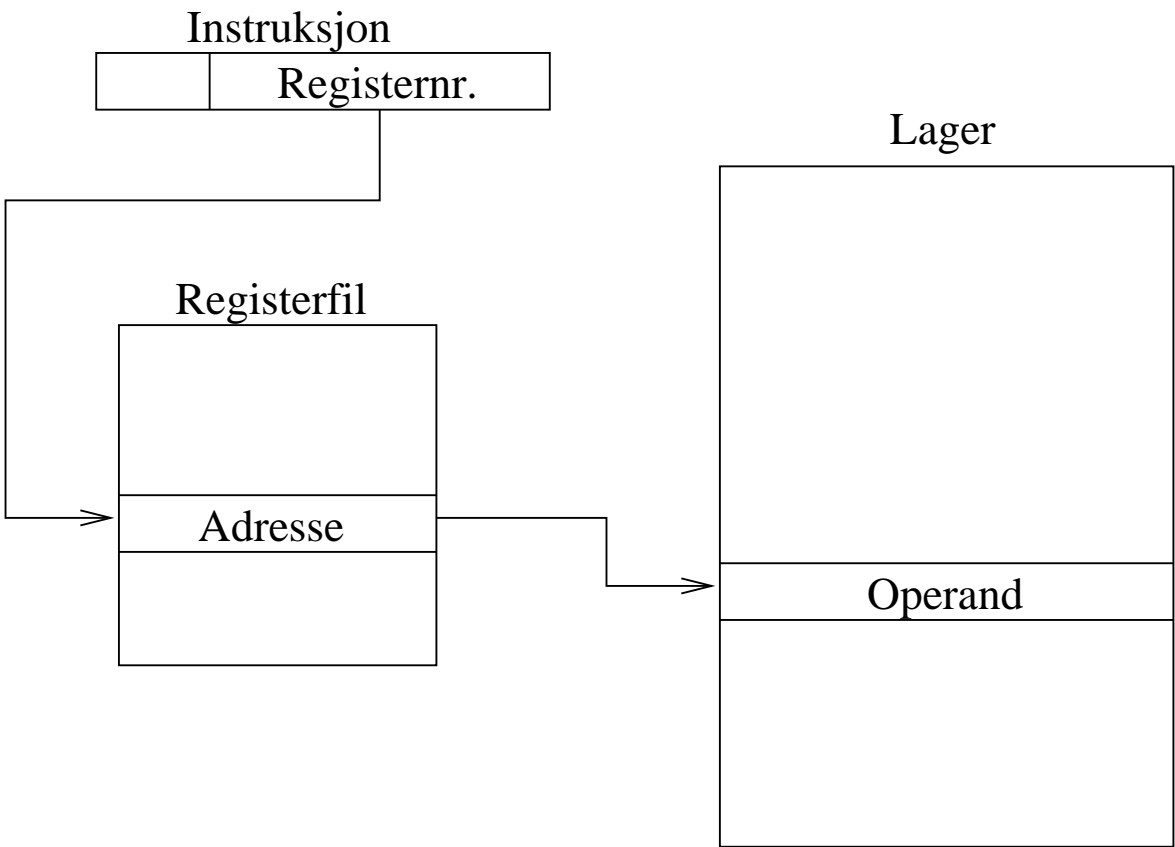 Instruksjon
Registernr.
Lager
Registerfil
Adresse
Operand